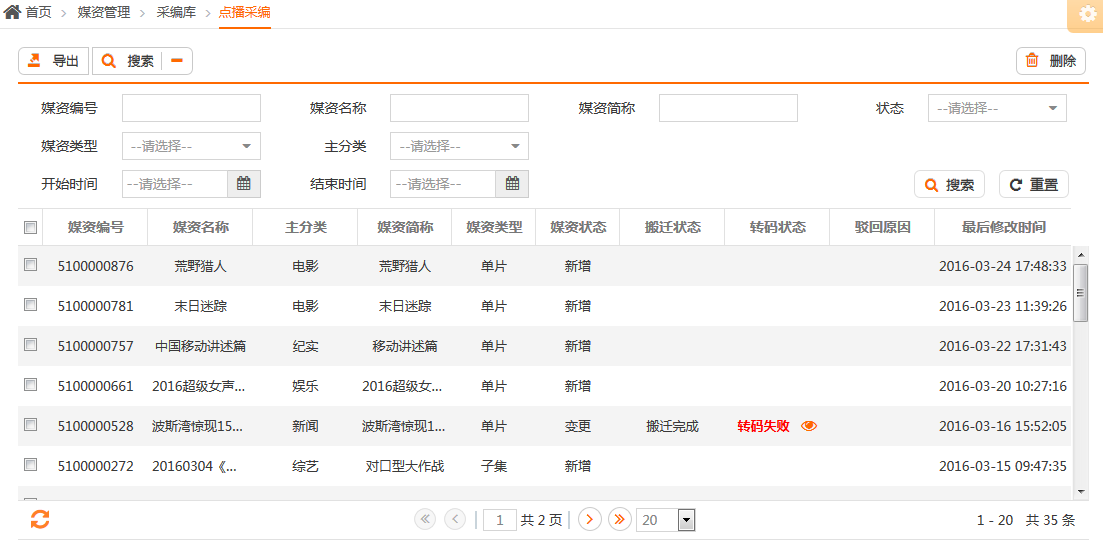 首页 > 媒资管理 > 采编库 > 点播采编
导出 搜索 删除
媒资编号 媒资名称 媒资简称 状态 --请选择--
媒资类型 --请选择-- 主分类 --请选择--
开始时间 --请选择-- 结束时间 --请选择-- 搜索 重置
媒资编号 媒资名称 主分类 媒资简称 媒资类型 媒资状态 搬迁状态 转码状态 驳回原因 最后修改时间
5100000876 荒野猎人 电影 荒野猎人 单片 新增 2016-03-24 17:48:33
5100000781 末日迷踪 电影 末日迷踪 单片 新增 2016-03-23 11:39:26
5100000757 中国移动讲述篇 纪实 移动讲述篇 单片 新增 2016-03-22 17:31:43
5100000661 2016超级女声... 娱乐 2016超级女... 单片 新增 2016-03-20 10:27:16
5100000528 波斯湾惊现15... 新闻 波斯湾惊现1... 单片 变更 搬迁完成 转码失败 2016-03-16 15:52:05
5100000272 20160304《... 综艺 对口型大作战 子集 新增 2016-03-15 09:47:35
1 共 2 页 20 1 - 20 共 35 条